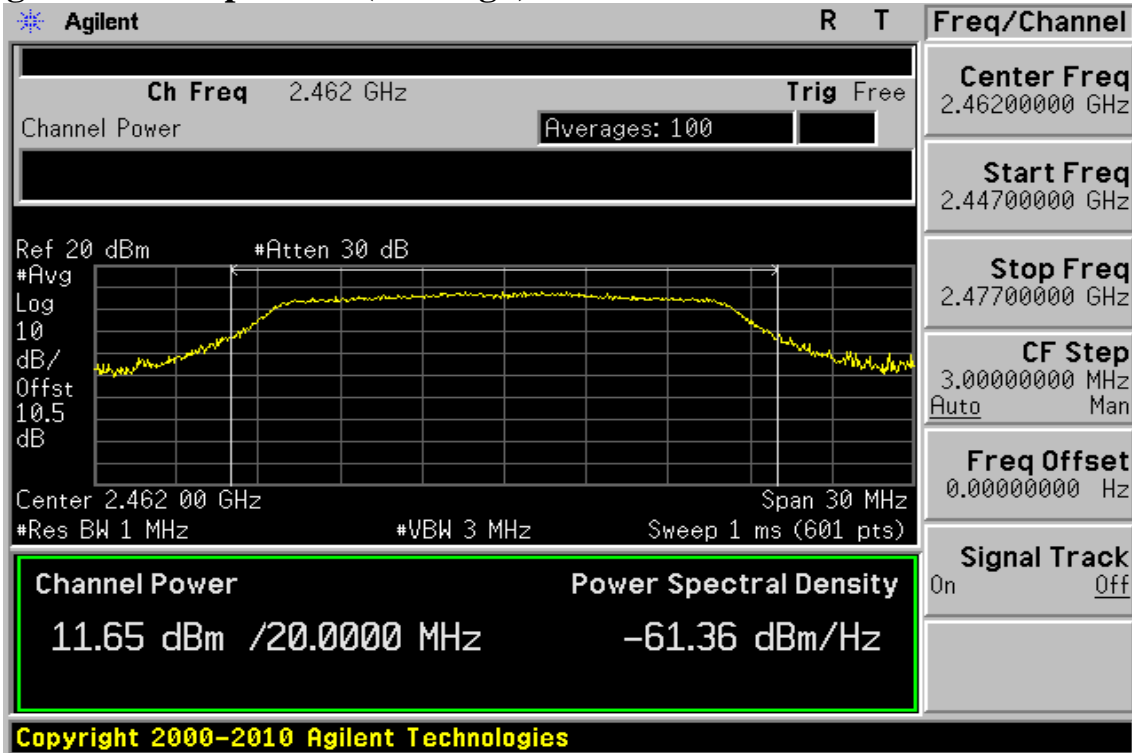 Agilent R T
Freq/Channel
Ch Freq 2.462 GHz Trig Free
Channel Power Averages: 100
Center Freq
2.46200000 GHz
Start Freq
2.44700000 GHz
Stop Freq
2.47700000 GHz
CF Step
3.00000000 MHz
Auto Man
Freq Offset
0.00000000 Hz
Signal Track
On Off
Ref 20 dBm #Atten 30 dB
#Avg
Log
10
dB/
Offst
10.5
dB
Center 2.462 00 GHz Span 30 MHz
#Res BW 1 MHz #VBW 3 MHz Sweep 1 ms (601 pts)
Channel Power Power Spectral Density
11.65 dBm /20.0000 MHz -61.36 dBm/Hz
Copyright 2000-2010 Agilent Technologies